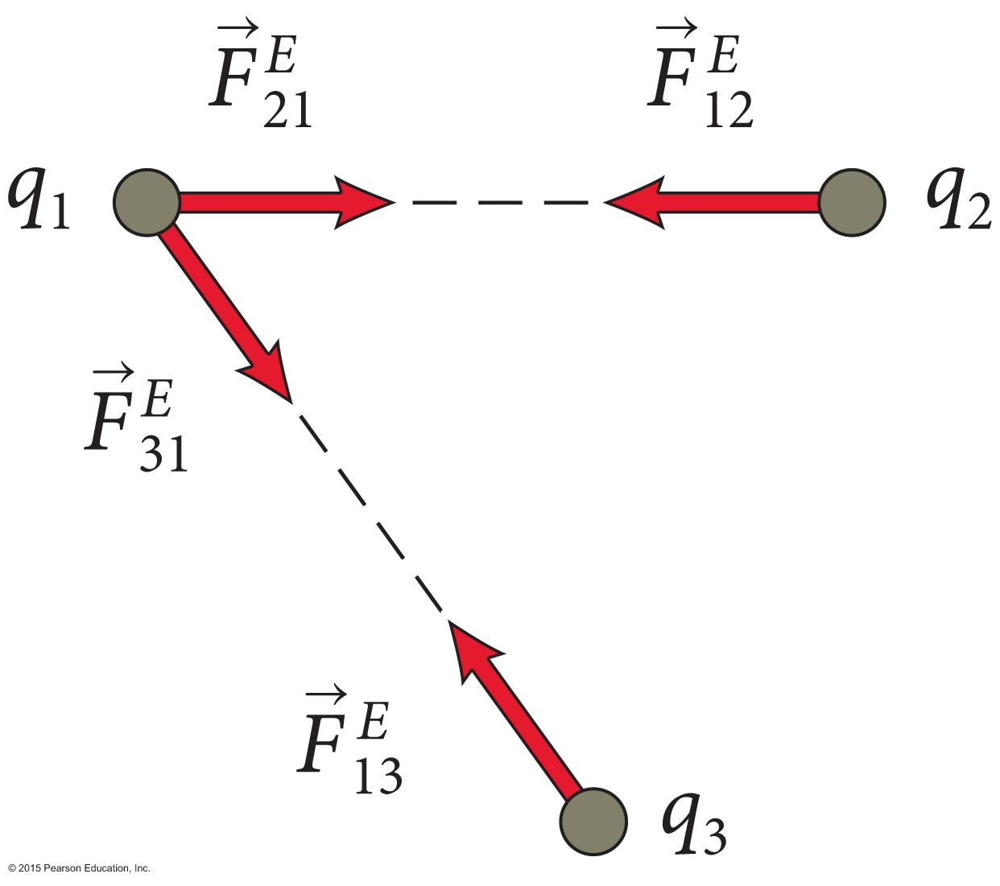 F⃗ᴱ₂₁
F⃗ᴱ₁₂
q₁
q₂
F⃗ᴱ₃₁
F⃗ᴱ₁₃
q₃
© 2015 Pearson Education, Inc.